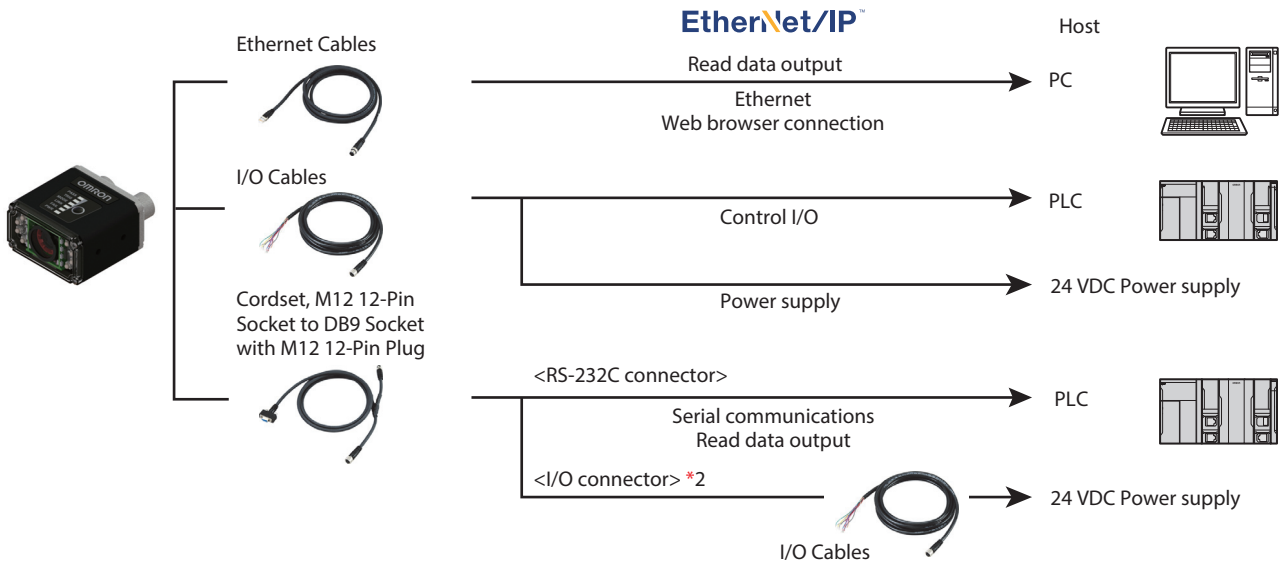 EtherNet/IP™
Host
Ethernet Cables
Read data output
PC
Ethernet
Web browser connection
OMRON
I/O Cables
Control I/O
PLC
Power supply
24 VDC Power supply
Cordset, M12 12-Pin
Socket to DB9 Socket
with M12 12-Pin Plug
<RS-232C connector>
PLC
Serial communications
Read data output
<I/O connector> *2
24 VDC Power supply
I/O Cables